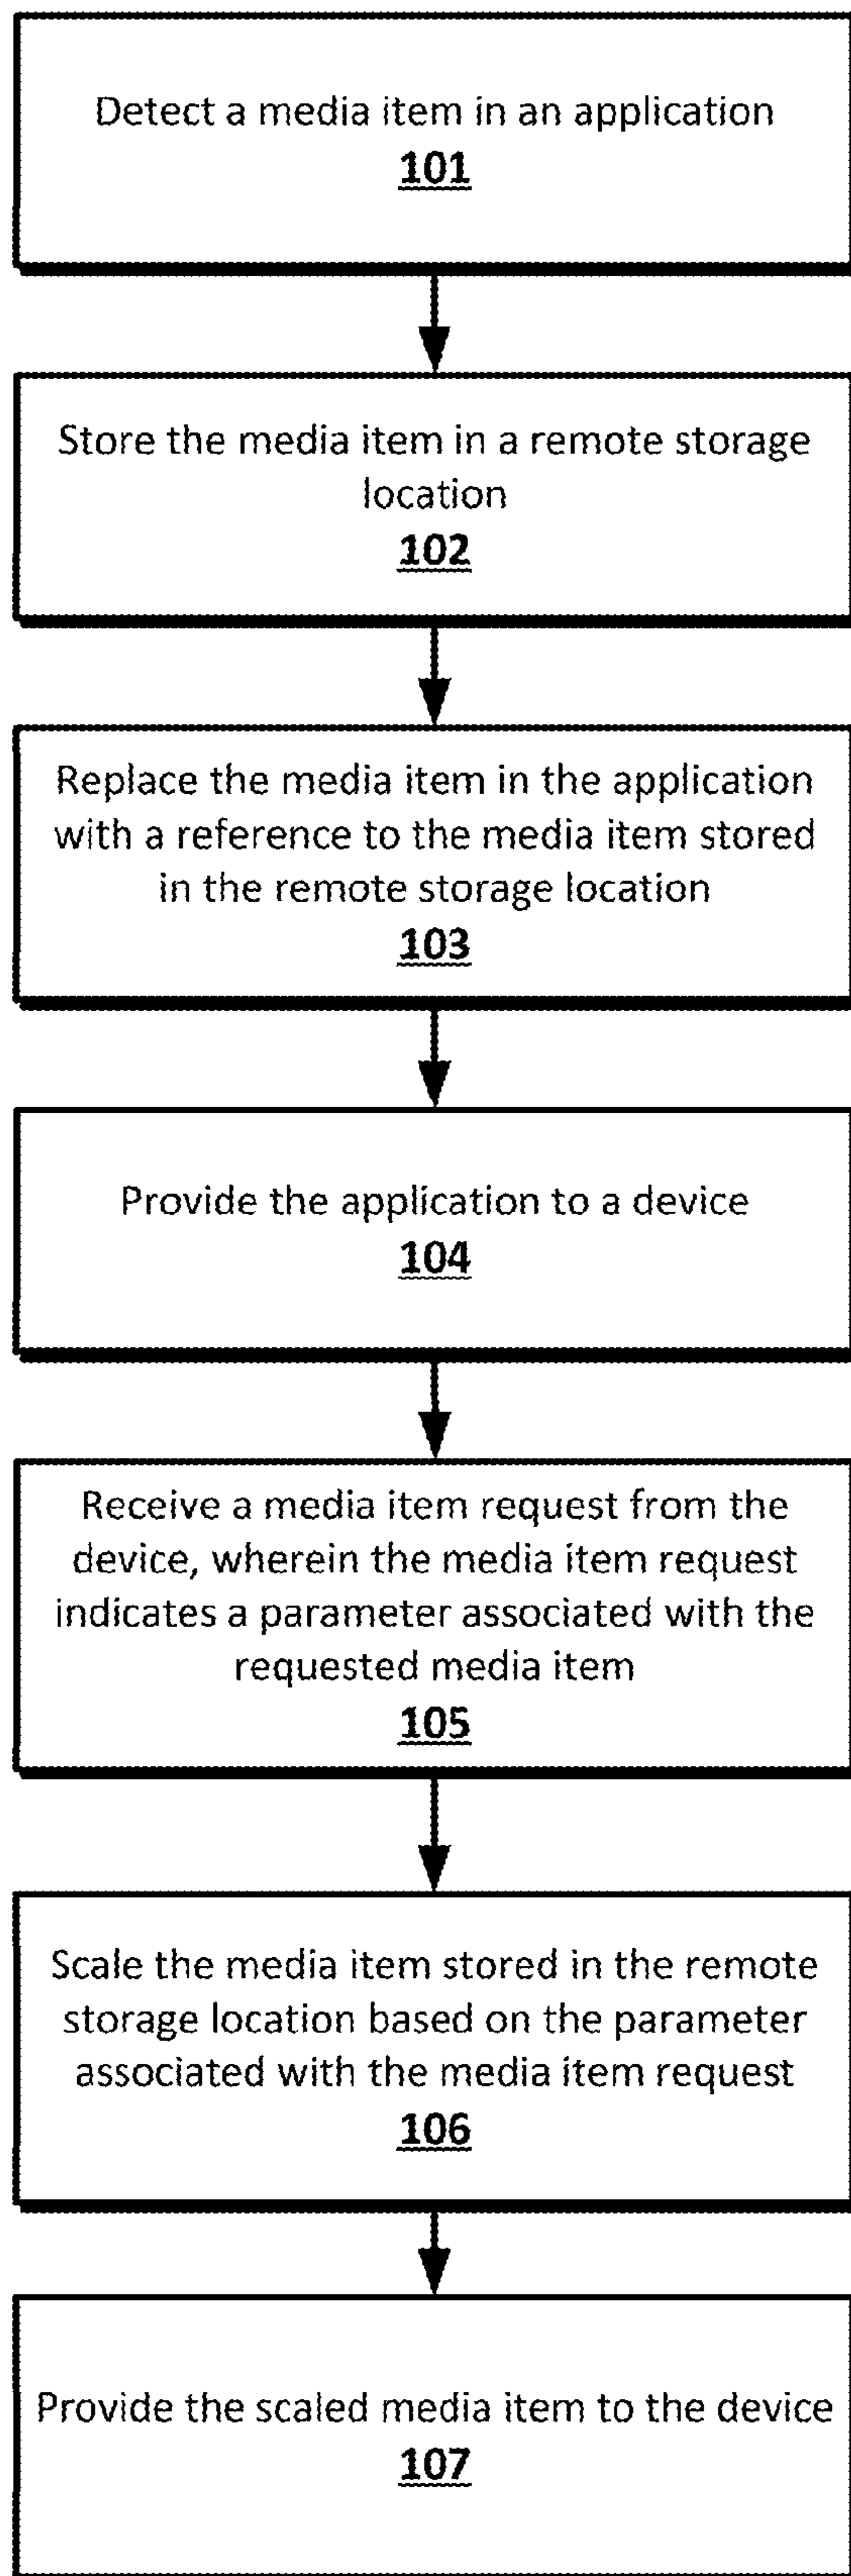 Detect a media item in an application
101
Store the media item in a remote storage
location
102
Replace the media item in the application
with a reference to the media item stored
in the remote storage location
103
Provide the application to a device
104
Receive a media item request from the
device, wherein the media item request
indicates a parameter associated with the
requested media item
105
Scale the media item stored in the remote
storage location based on the parameter
associated with the media item request
106
Provide the scaled media item to the device
107